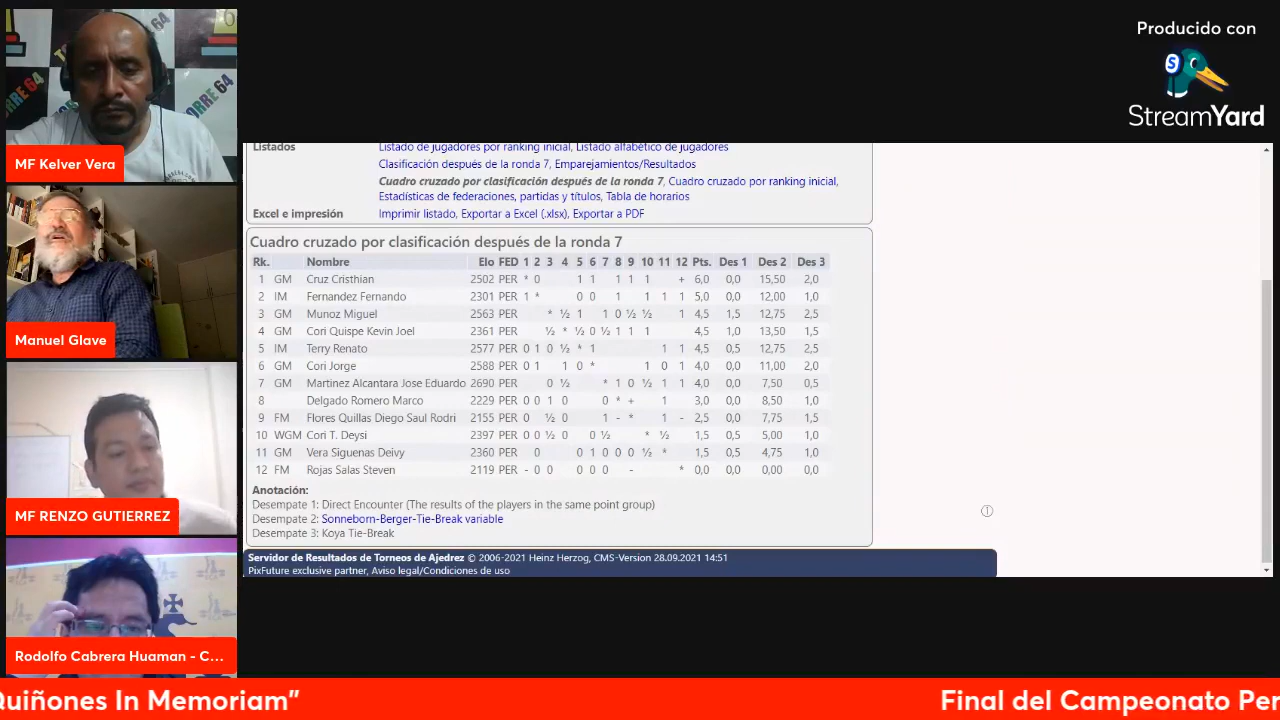 Producido con
S
StreamYard
TORRE 64
MF Kelver Vera
Manuel Glave
MF RENZO GUTIERREZ
Rodolfo Cabrera Huaman - C...
Listados Listado de jugadores por ranking inicial, Listado alfabético de jugadores
Clasificación después de la ronda 7, Emparejamientos/Resultados
Cuadro cruzado por clasificación después de la ronda 7, Cuadro cruzado por ranking inicial,
Estadísticas de federaciones, partidas y títulos, Tabla de horarios
Excel e impresión Imprimir listado, Exportar a Excel (.xlsx), Exportar a PDF
Cuadro cruzado por clasificación después de la ronda 7
Rk. Nombre Elo FED 1 2 3 4 5 6 7 8 9 10 11 12 Pts. Des 1 Des 2 Des 3
1 GM Cruz Cristhian 2502 PER * 0 1 1 1 1 1 + 6,0 0,0 15,50 2,0
2 IM Fernandez Fernando 2301 PER 1 * 0 0 1 1 1 1 5,0 0,0 12,00 1,0
3 GM Munoz Miguel 2563 PER * ½ 1 1 0 ½ ½ 1 4,5 1,5 12,75 2,5
4 GM Cori Quispe Kevin Joel 2361 PER ½ * ½ 0 ½ 1 1 1 4,5 1,0 13,50 1,5
5 IM Terry Renato 2577 PER 0 1 0 ½ * 1 1 1 4,5 0,5 12,75 2,5
6 GM Cori Jorge 2588 PER 0 1 1 0 * 1 0 1 4,0 0,0 11,00 2,0
7 GM Martinez Alcantara Jose Eduardo 2690 PER 0 ½ * 1 0 ½ 1 1 4,0 0,0 7,50 0,5
8 Delgado Romero Marco 2229 PER 0 0 1 0 0 * + 1 3,0 0,0 8,50 1,0
9 FM Flores Quillas Diego Saul Rodri 2155 PER 0 ½ 0 1 - * 1 - 2,5 0,0 7,75 1,5
10 WGM Cori T. Deysi 2397 PER 0 0 ½ 0 0 ½ * ½ 1,5 0,5 5,00 1,0
11 GM Vera Siguenas Deivy 2360 PER 0 0 1 0 0 0 ½ * 1,5 0,5 4,75 1,0
12 FM Rojas Salas Steven 2119 PER - 0 0 0 0 0 - * 0,0 0,0 0,00 0,0
Anotación:
Desempate 1: Direct Encounter (The results of the players in the same point group)
Desempate 2: Sonneborn-Berger-Tie-Break variable
Desempate 3: Koya Tie-Break
Servidor de Resultados de Torneos de Ajedrez © 2006-2021 Heinz Herzog, CMS-Version 28.09.2021 14:51
PixFuture exclusive partner, Aviso legal/Condiciones de uso
Quiñones In Memoriam" Final del Campeonato Per